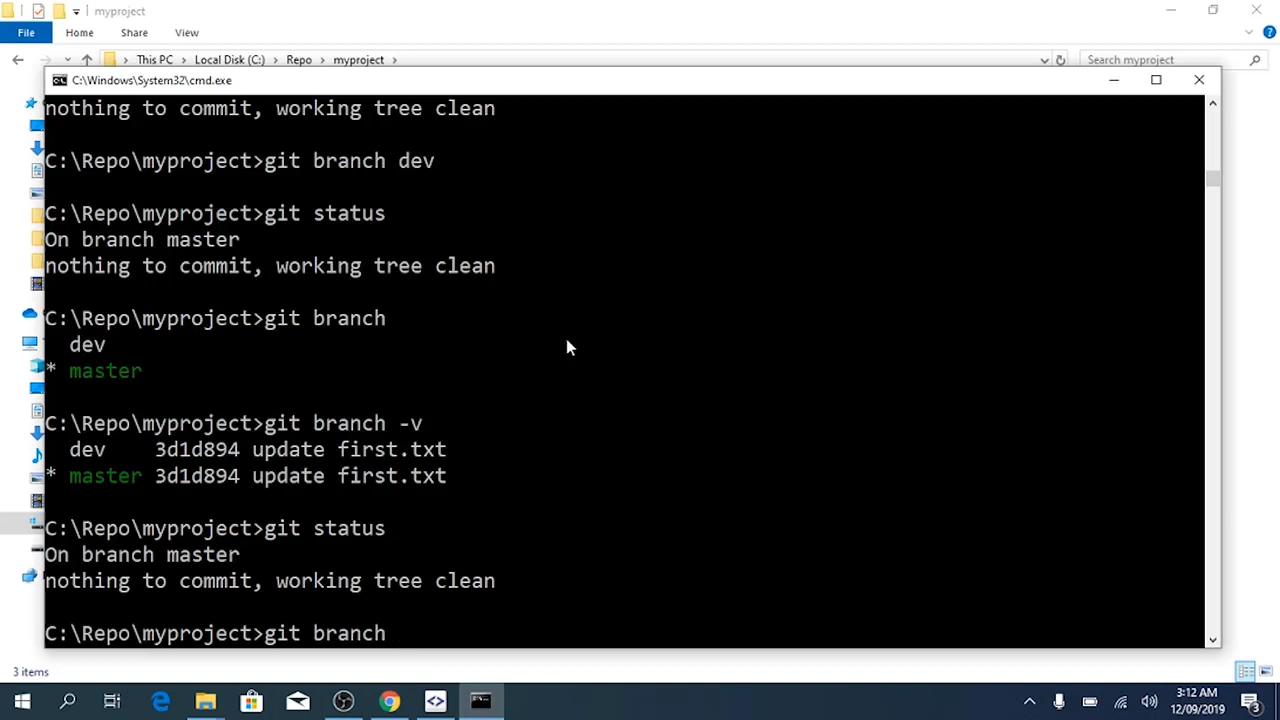 myproject
File Home Share View
This PC Local Disk (C:) Repo myproject Search myproject
C:\Windows\System32\cmd.exe
nothing to commit, working tree clean
C:\Repo\myproject>git branch dev
C:\Repo\myproject>git status
On branch master
nothing to commit, working tree clean
C:\Repo\myproject>git branch
dev
* master
C:\Repo\myproject>git branch -v
dev 3d1d894 update first.txt
* master 3d1d894 update first.txt
C:\Repo\myproject>git status
On branch master
nothing to commit, working tree clean
C:\Repo\myproject>git branch
3 items
3:12 AM
12/09/2019
3